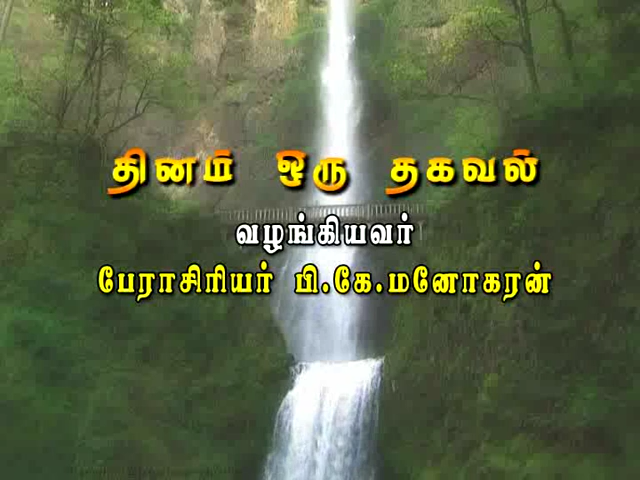 தினம் ஒரு தகவல்
வழங்கியவர்
பேராசிரியர் பி.கே.மனோகரன்